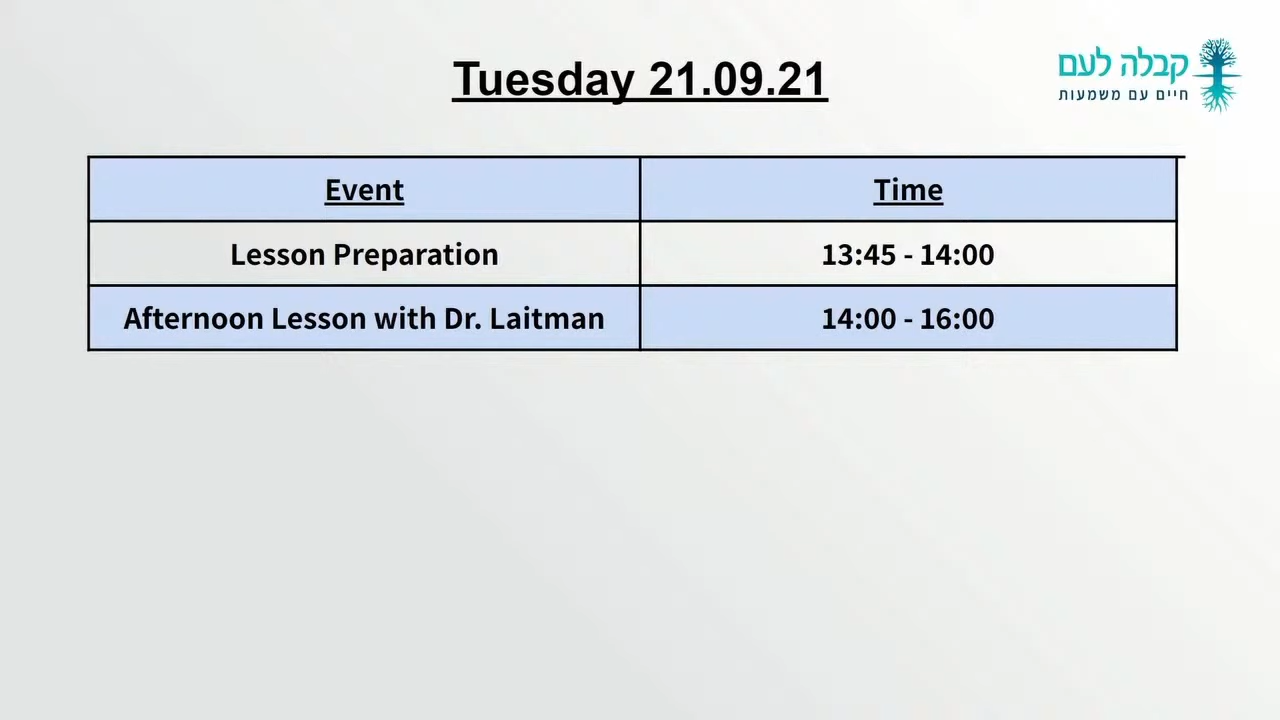 Tuesday 21.09.21
קבלה לעם
חיים עם משמעות
Event Time
Lesson Preparation 13:45 - 14:00
Afternoon Lesson with Dr. Laitman 14:00 - 16:00